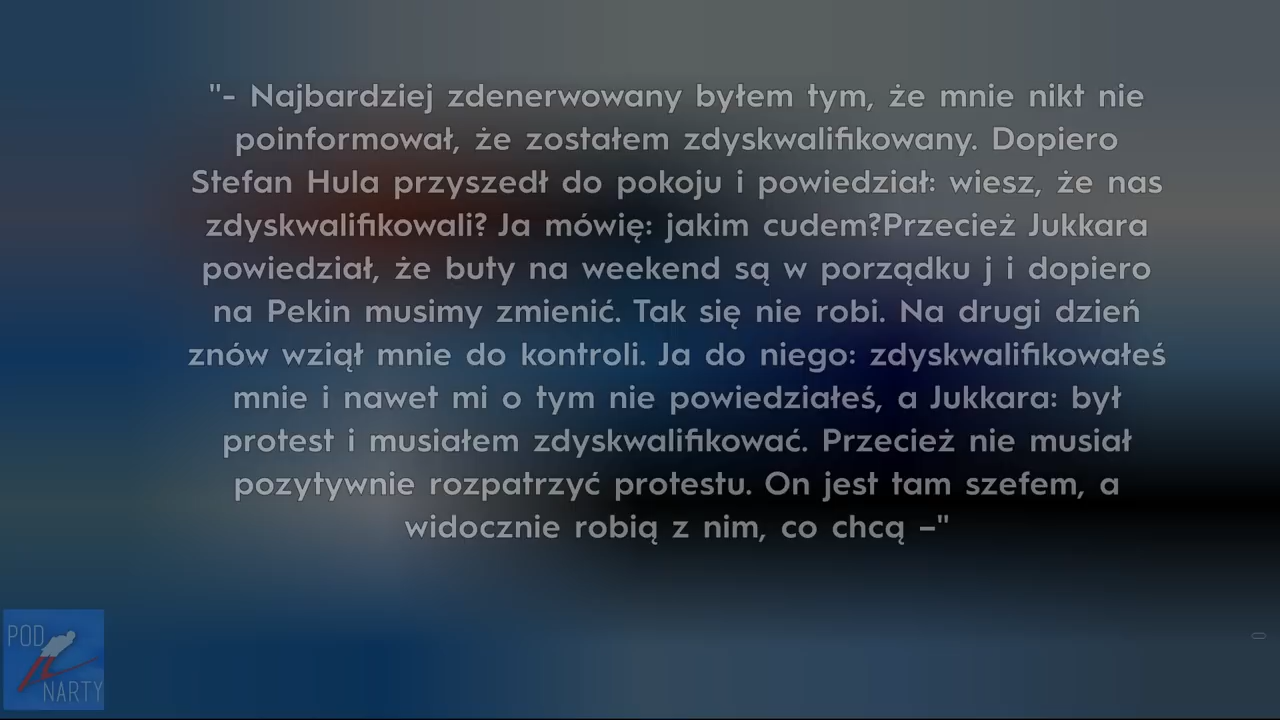 "- Najbardziej zdenerwowany byłem tym, że mnie nikt nie
poinformował, że zostałem zdyskwalifikowany. Dopiero
Stefan Hula przyszedł do pokoju i powiedział: wiesz, że nas
zdyskwalifikowali? Ja mówię: jakim cudem?Przecież Jukkara
powiedział, że buty na weekend są w porządku j i dopiero
na Pekin musimy zmienić. Tak się nie robi. Na drugi dzień
znów wziął mnie do kontroli. Ja do niego: zdyskwalifikowałeś
mnie i nawet mi o tym nie powiedziałeś, a Jukkara: był
protest i musiałem zdyskwalifikować. Przecież nie musiał
pozytywnie rozpatrzyć protestu. On jest tam szefem, a
widocznie robią z nim, co chcą –"
POD
NARTY